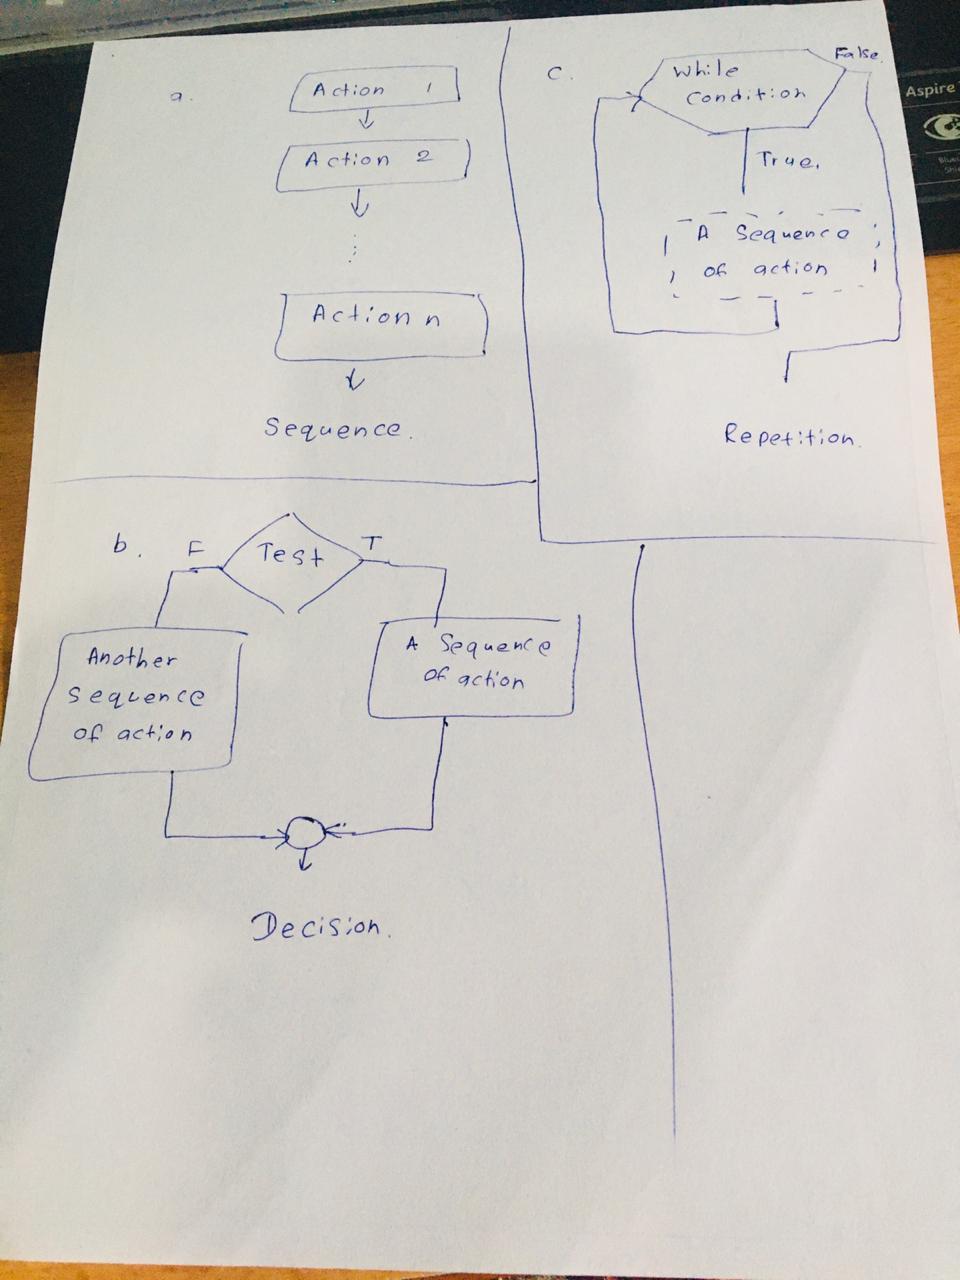 a.
Action 1
Action 2
Action n
Sequence.
c.
While
condition
False.
True.
A Sequence
of action
Repetition.
b.
F
Test
T
Another
sequence
of action
A Sequence
of action
Decision.
Aspire